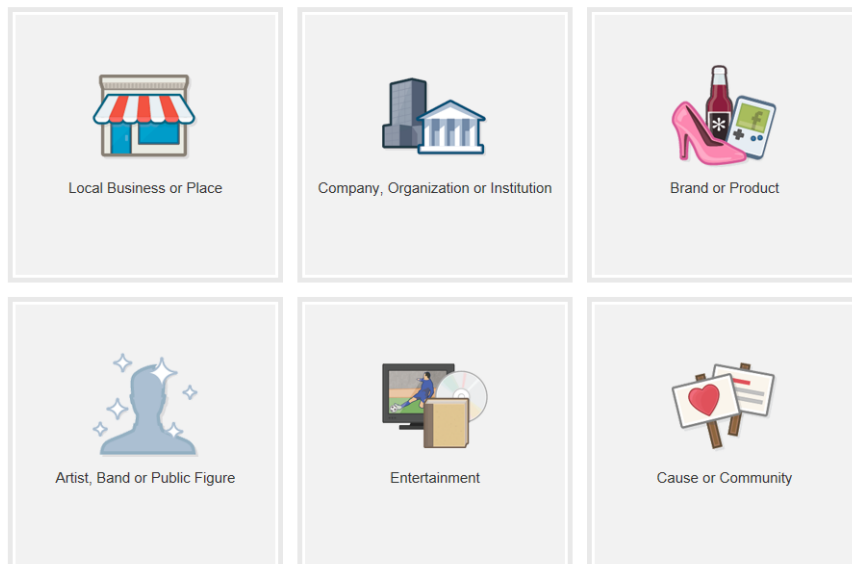 Local Business or Place
Company, Organization or Institution
Brand or Product
Artist, Band or Public Figure
Entertainment
Cause or Community